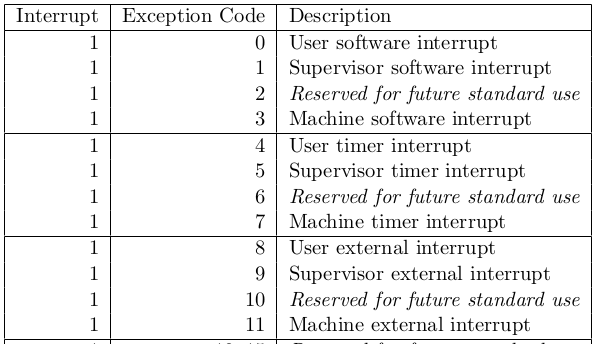 Interrupt Exception Code Description
1 0 User software interrupt
1 1 Supervisor software interrupt
1 2 Reserved for future standard use
1 3 Machine software interrupt
1 4 User timer interrupt
1 5 Supervisor timer interrupt
1 6 Reserved for future standard use
1 7 Machine timer interrupt
1 8 User external interrupt
1 9 Supervisor external interrupt
1 10 Reserved for future standard use
1 11 Machine external interrupt